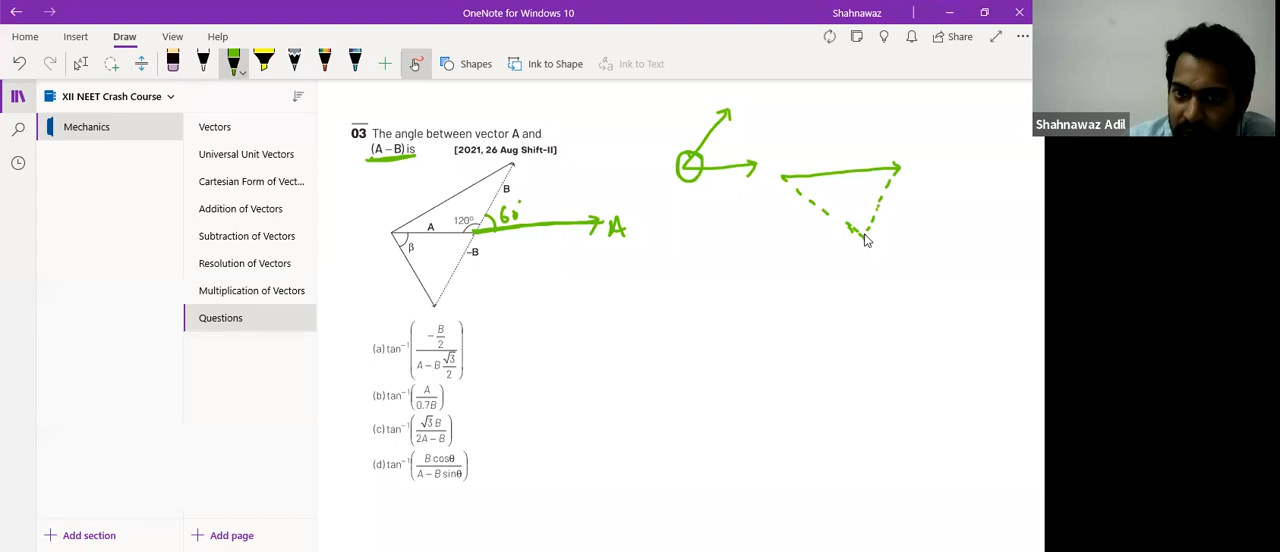 OneNote for Windows 10
Shahnawaz
Home Insert Draw View Help
Share
Shapes
Ink to Shape
Ink to Text
XII NEET Crash Course
Mechanics
Vectors
Universal Unit Vectors
Cartesian Form of Vect...
Addition of Vectors
Subtraction of Vectors
Resolution of Vectors
Multiplication of Vectors
Questions
Add section
Add page
03 The angle between vector A and
(A – B) is [2021, 26 Aug Shift-II]
B
A 120° 60° A
β –B
(a) tan⁻¹ ( (–B/2) / (A – B √3/2) )
(b) tan⁻¹ ( A / 0.7B )
(c) tan⁻¹ ( √3 B / 2A – B )
(d) tan⁻¹ ( B cosθ / A – B sinθ )
Shahnawaz Adil